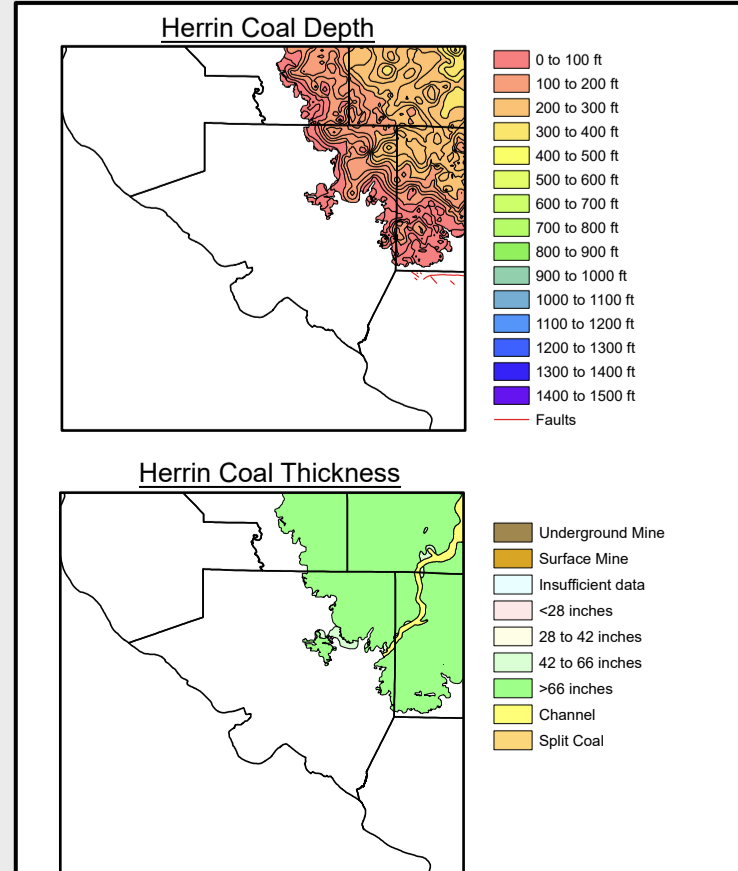 Herrin Coal Depth
0 to 100 ft
100 to 200 ft
200 to 300 ft
300 to 400 ft
400 to 500 ft
500 to 600 ft
600 to 700 ft
700 to 800 ft
800 to 900 ft
900 to 1000 ft
1000 to 1100 ft
1100 to 1200 ft
1200 to 1300 ft
1300 to 1400 ft
1400 to 1500 ft
Faults
Herrin Coal Thickness
Underground Mine
Surface Mine
Insufficient data
<28 inches
28 to 42 inches
42 to 66 inches
>66 inches
Channel
Split Coal